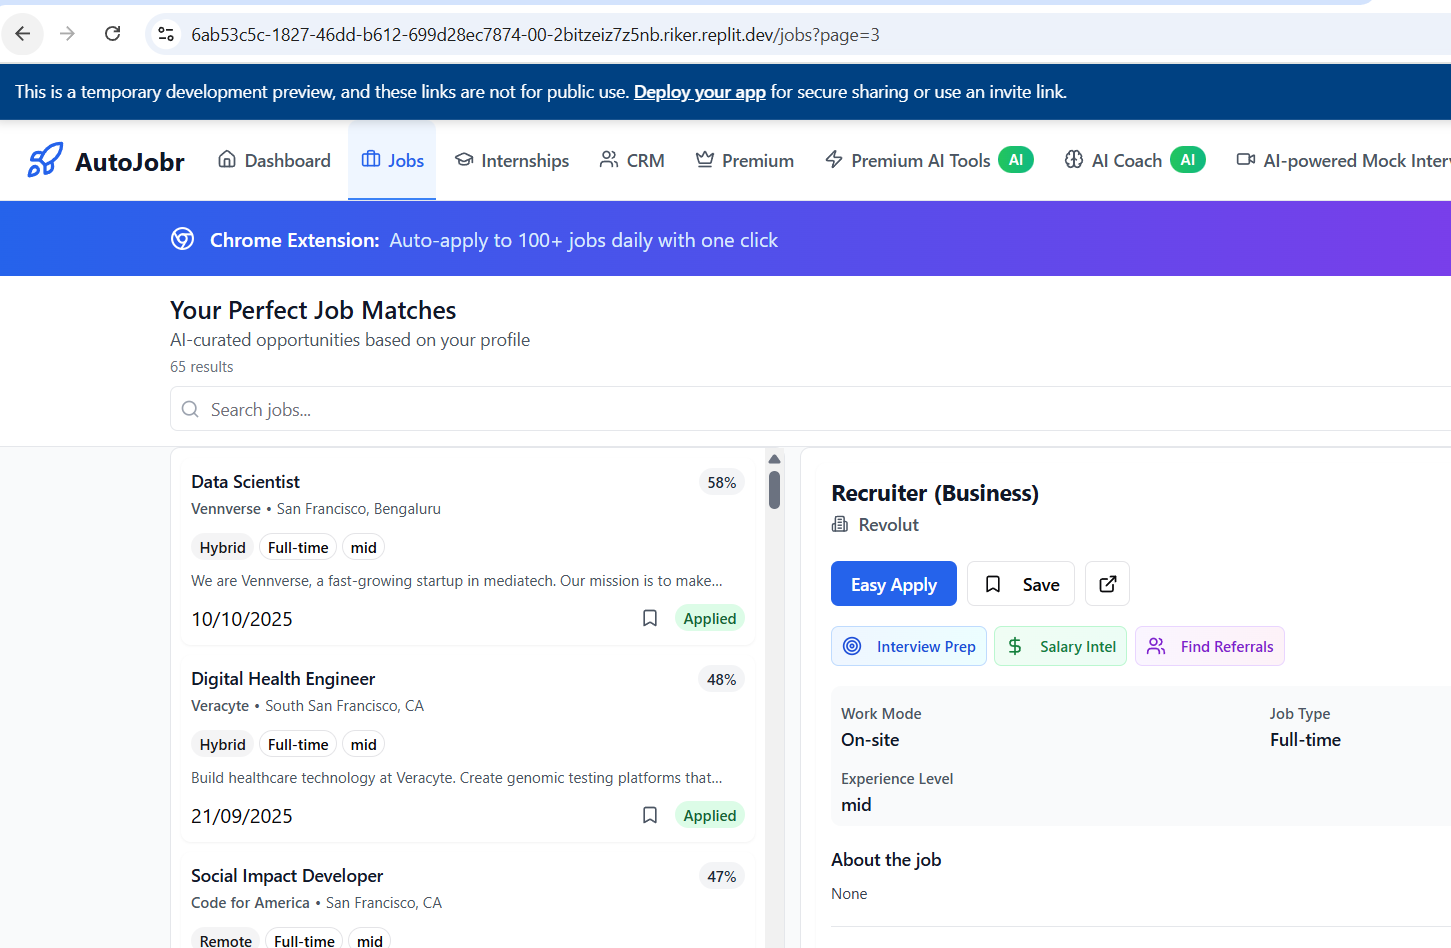 6ab53c5c-1827-46dd-b612-699d28ec7874-00-2bitzeiz7z5nb.riker.replit.dev/jobs?page=3
This is a temporary development preview, and these links are not for public use. Deploy your app for secure sharing or use an invite link.
AutoJobr
Dashboard
Jobs
Internships
CRM
Premium
Premium AI Tools AI
AI Coach AI
AI-powered Mock Interv
Chrome Extension: Auto-apply to 100+ jobs daily with one click
Your Perfect Job Matches
AI-curated opportunities based on your profile
65 results
Search jobs...
Data Scientist
58%
Vennverse • San Francisco, Bengaluru
Hybrid Full-time mid
We are Vennverse, a fast-growing startup in mediatech. Our mission is to make...
10/10/2025
Applied
Digital Health Engineer
48%
Veracyte • South San Francisco, CA
Hybrid Full-time mid
Build healthcare technology at Veracyte. Create genomic testing platforms that...
21/09/2025
Applied
Social Impact Developer
47%
Code for America • San Francisco, CA
Remote Full-time mid
Recruiter (Business)
Revolut
Easy Apply
Save
Interview Prep
Salary Intel
Find Referrals
Work Mode
On-site
Job Type
Full-time
Experience Level
mid
About the job
None